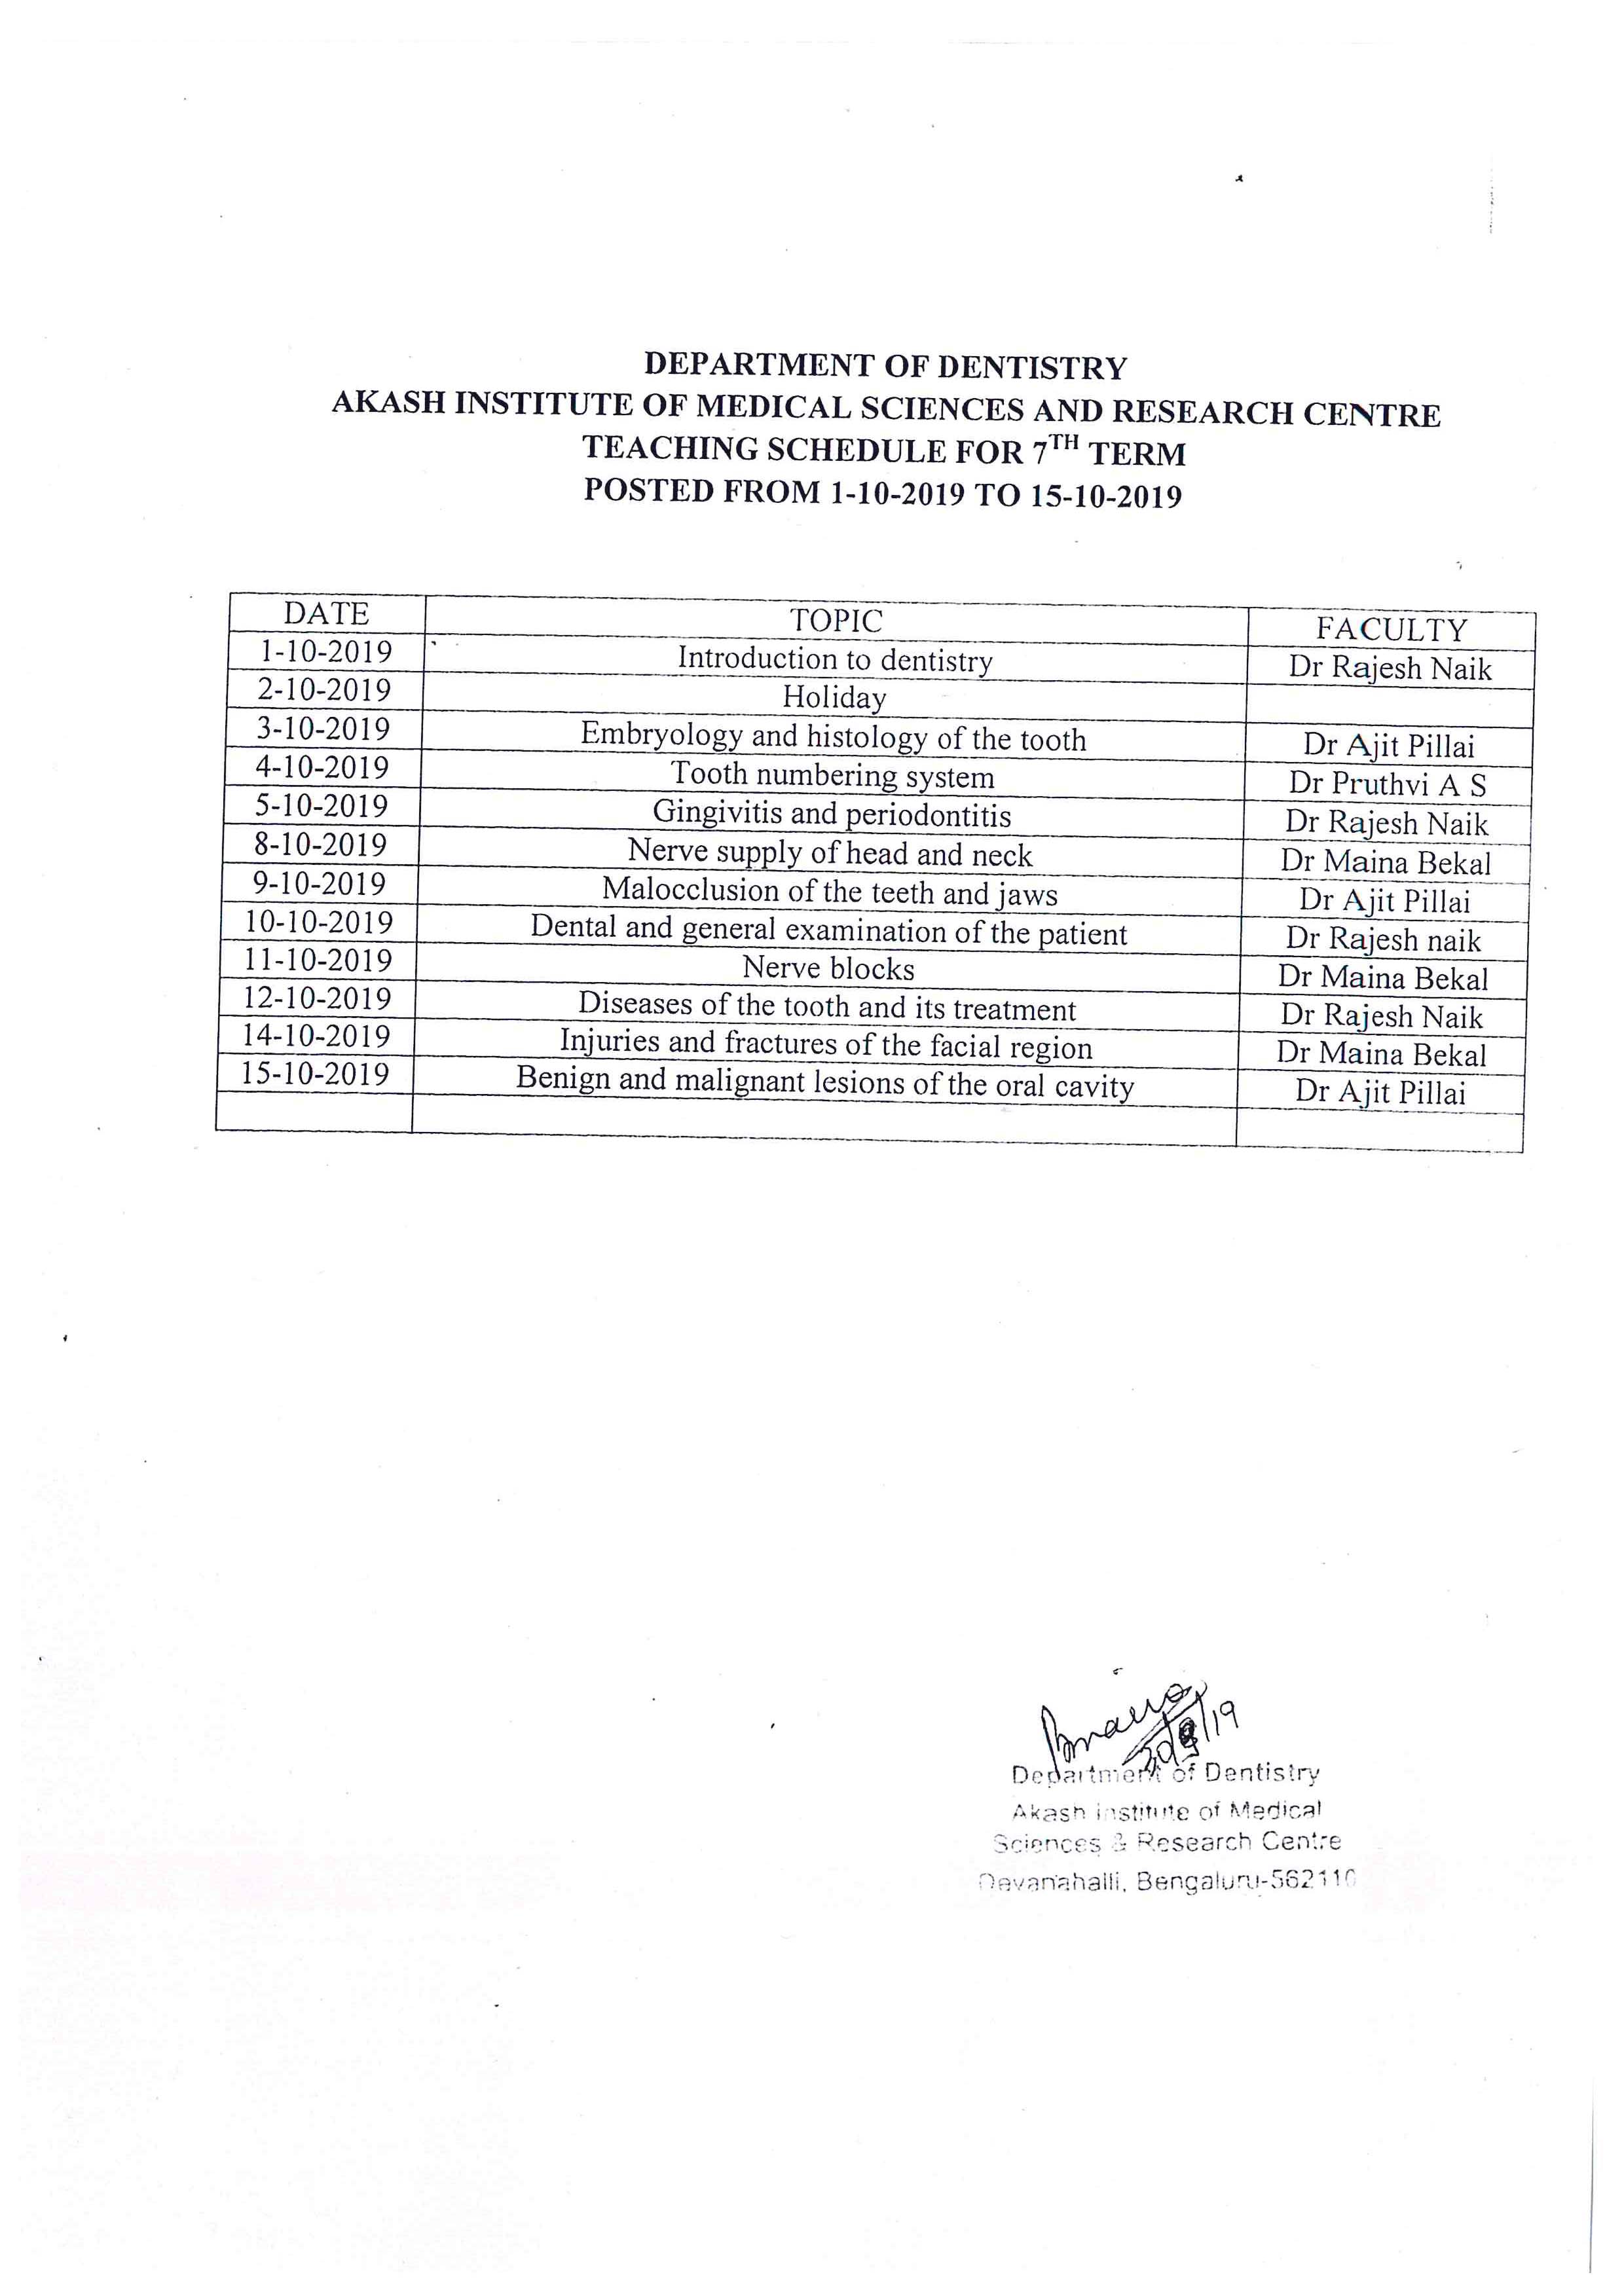 DEPARTMENT OF DENTISTRY
AKASH INSTITUTE OF MEDICAL SCIENCES AND RESEARCH CENTRE
TEACHING SCHEDULE FOR 7TH TERM
POSTED FROM 1-10-2019 TO 15-10-2019
DATE TOPIC FACULTY
1-10-2019 Introduction to dentistry Dr Rajesh Naik
2-10-2019 Holiday
3-10-2019 Embryology and histology of the tooth Dr Ajit Pillai
4-10-2019 Tooth numbering system Dr Pruthvi A S
5-10-2019 Gingivitis and periodontitis Dr Rajesh Naik
8-10-2019 Nerve supply of head and neck Dr Maina Bekal
9-10-2019 Malocclusion of the teeth and jaws Dr Ajit Pillai
10-10-2019 Dental and general examination of the patient Dr Rajesh naik
11-10-2019 Nerve blocks Dr Maina Bekal
12-10-2019 Diseases of the tooth and its treatment Dr Rajesh Naik
14-10-2019 Injuries and fractures of the facial region Dr Maina Bekal
15-10-2019 Benign and malignant lesions of the oral cavity Dr Ajit Pillai
30/9/19
Department of Dentistry
Akash Institute of Medical
Sciences & Research Centre
Devanahalli, Bengaluru-562110